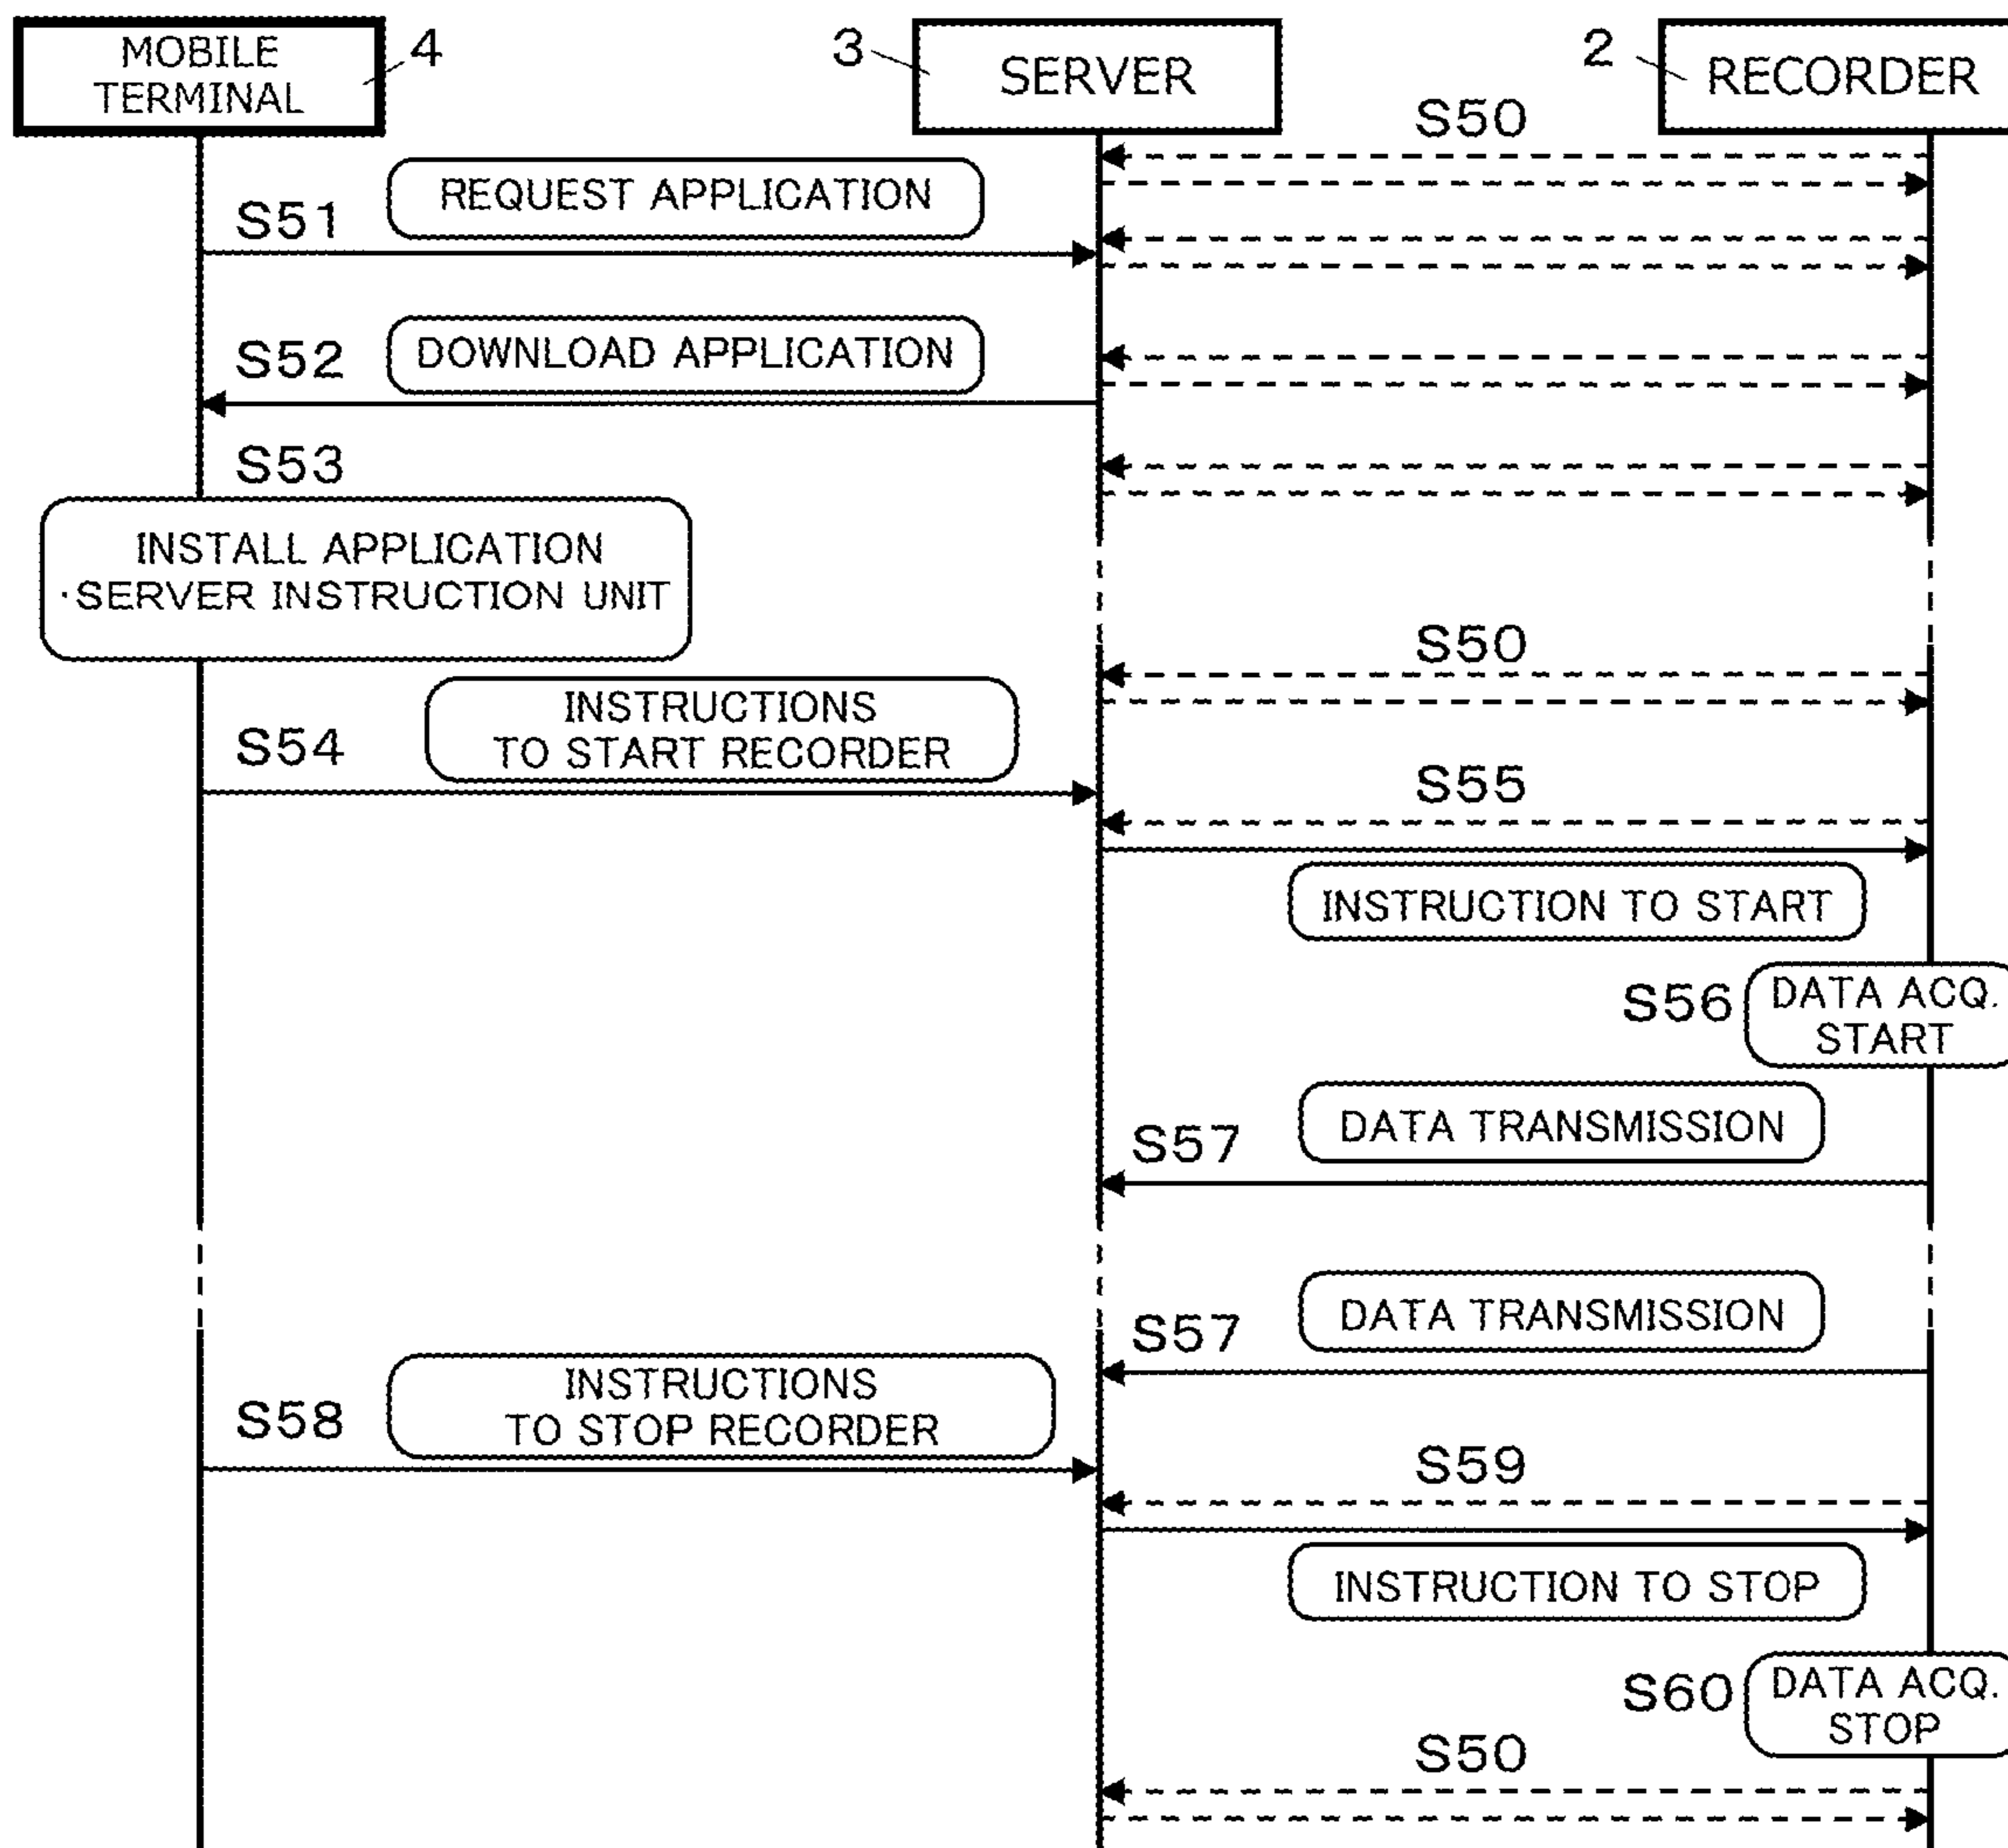 MOBILE
TERMINAL
4
3
SERVER
2
RECORDER
S50
REQUEST APPLICATION
S51
S52
DOWNLOAD APPLICATION
S53
INSTALL APPLICATION
・SERVER INSTRUCTION UNIT
S50
INSTRUCTIONS
TO START RECORDER
S54
S55
INSTRUCTION TO START
S56
DATA ACQ.
START
DATA TRANSMISSION
S57
DATA TRANSMISSION
S57
INSTRUCTIONS
TO STOP RECORDER
S58
S59
INSTRUCTION TO STOP
S60
DATA ACQ.
STOP
S50